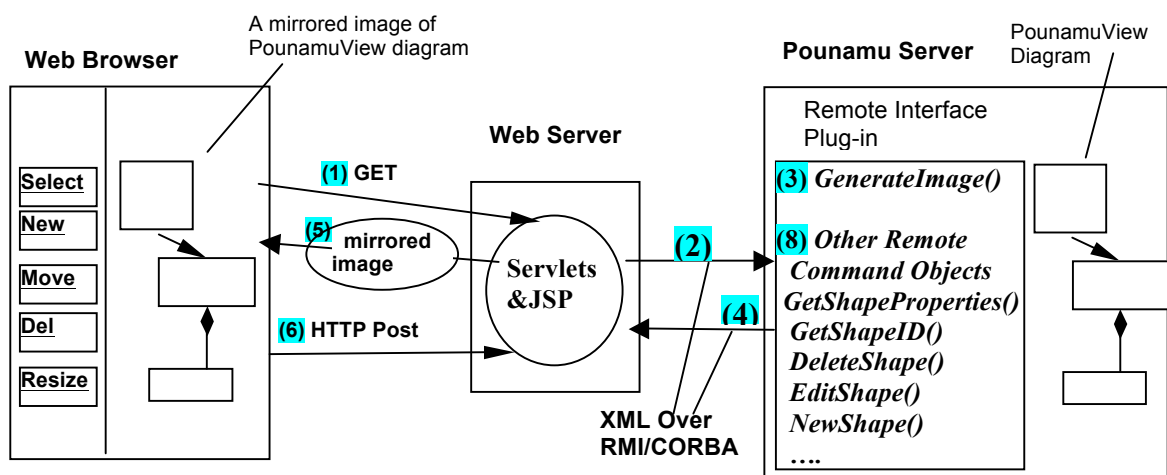 A mirrored image of
PounamuView diagram
Web Browser
Select
New
Move
Del
Resize
(1) GET
(5) mirrored
image
(6) HTTP Post
Web Server
Servlets
&JSP
(2)
(4)
XML Over
RMI/CORBA
Pounamu Server
PounamuView
Diagram
Remote Interface
Plug-in
(3) GenerateImage()
(8) Other Remote
Command Objects
GetShapeProperties()
GetShapeID()
DeleteShape()
EditShape()
NewShape()
….